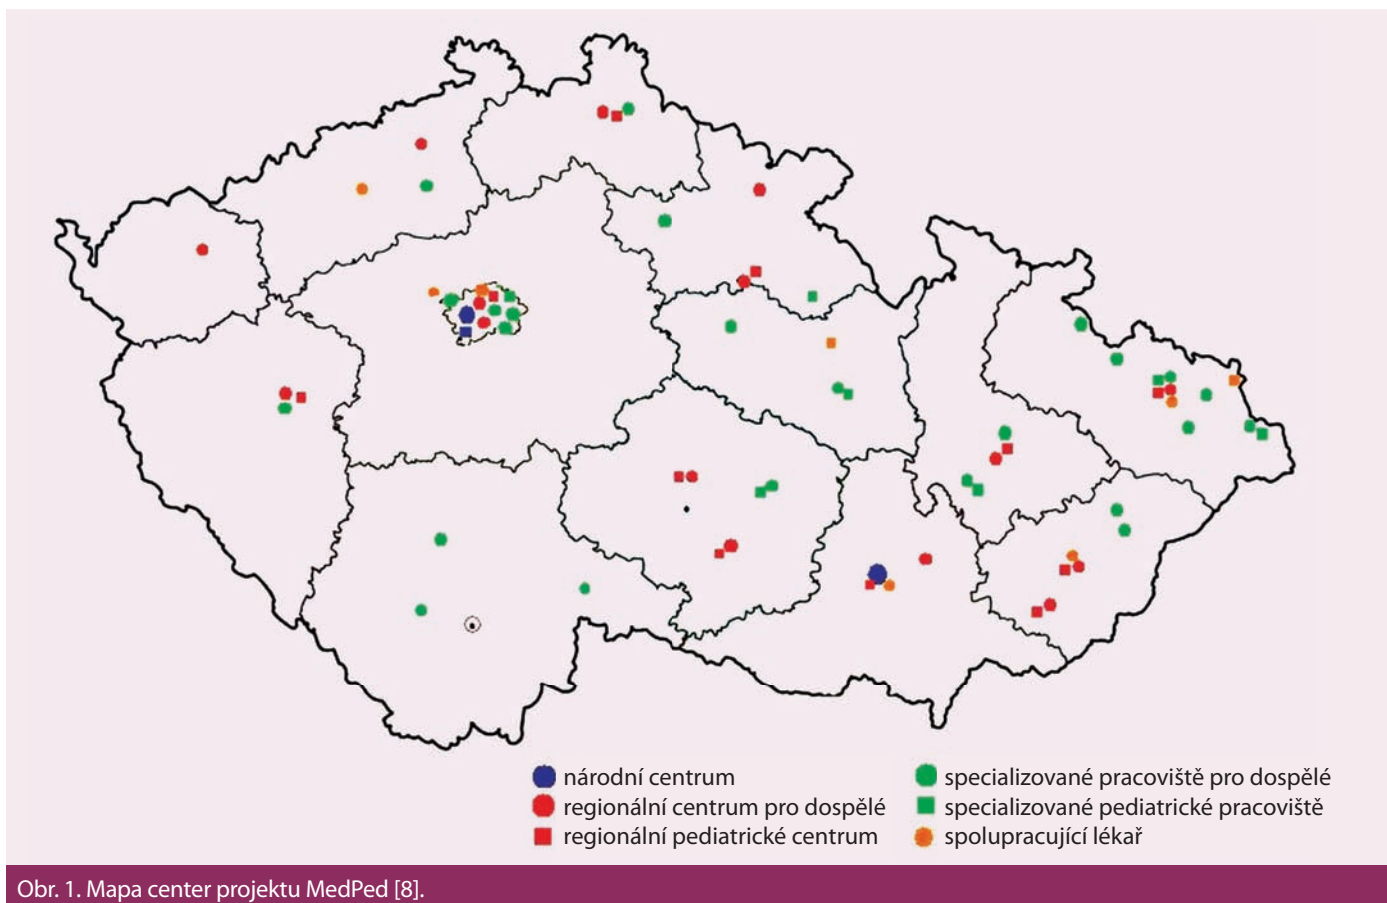 národní centrum
regionální centrum pro dospělé
regionální pediatrické centrum
specializované pracoviště pro dospělé
specializované pediatrické pracoviště
spolupracující lékař
Obr. 1. Mapa center projektu MedPed [8].